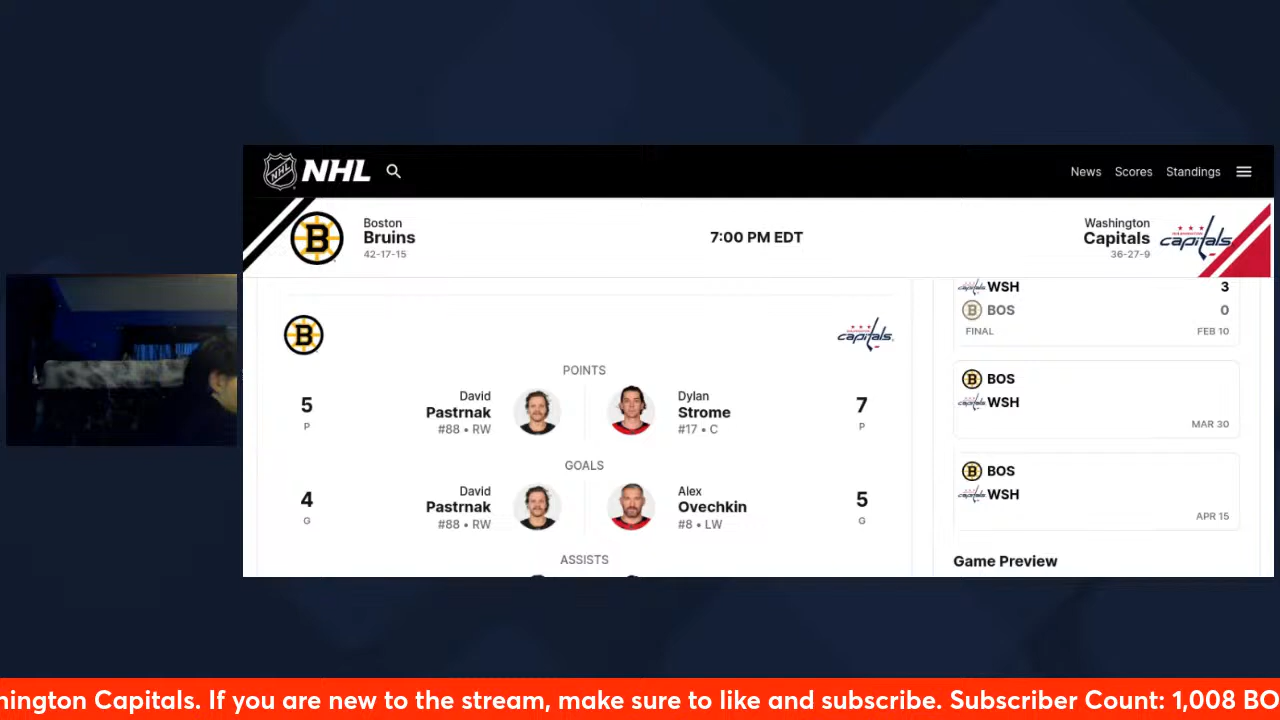 NHL
NHL
News Scores Standings
Boston
Bruins
42-17-15
7:00 PM EDT
Washington
Capitals
36-27-9
capitals
WSH 3
BOS 0
FINAL FEB 10
BOS
WSH
MAR 30
BOS
WSH
APR 15
Game Preview
B
capitals
POINTS
5
P
David
Pastrnak
#88 • RW
Dylan
Strome
#17 • C
7
P
GOALS
4
G
David
Pastrnak
#88 • RW
Alex
Ovechkin
#8 • LW
5
G
ASSISTS
hington Capitals. If you are new to the stream, make sure to like and subscribe. Subscriber Count: 1,008 BO